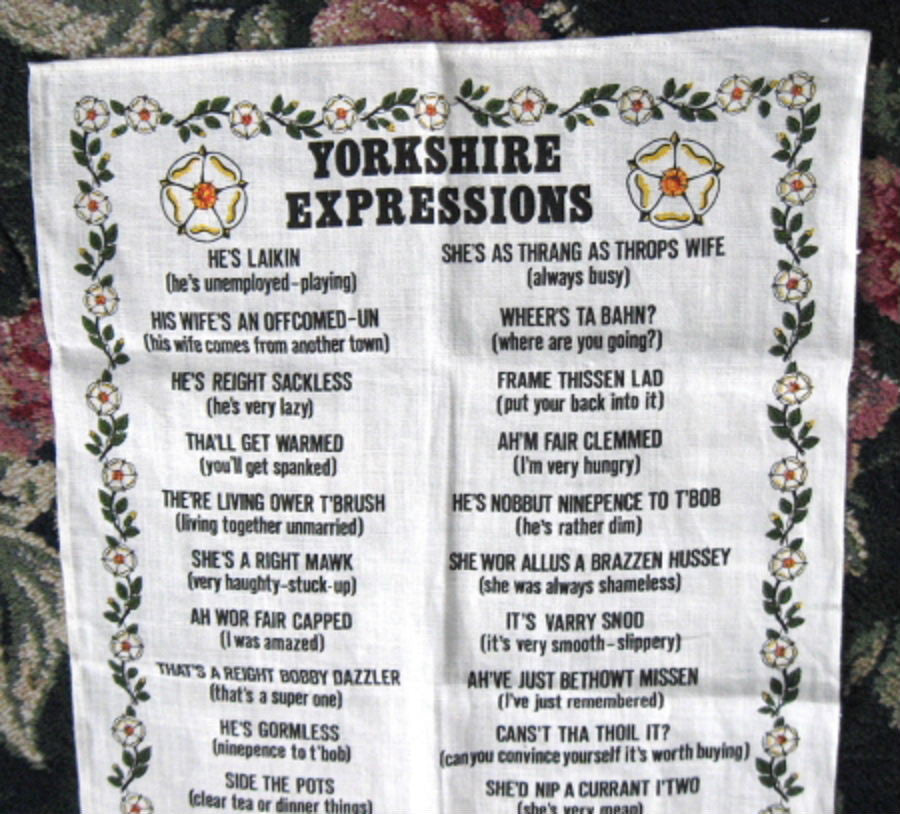 YORKSHIRE
EXPRESSIONS
HE'S LAIKIN
(he's unemployed-playing)
HIS WIFE'S AN OFFCOMED-UN
(his wife comes from another town)
HE'S REIGHT SACKLESS
(he's very lazy)
THA'LL GET WARMED
(you'll get spanked)
THE'RE LIVING OWER T'BRUSH
(living together unmarried)
SHE'S A RIGHT MAWK
(very haughty-stuck-up)
AH WOR FAIR CAPPED
(I was amazed)
THAT'S A REIGHT BOBBY DAZZLER
(that's a super one)
HE'S GORMLESS
(ninepence to t'bob)
SIDE THE POTS
(clear tea or dinner things)
SHE'S AS THRANG AS THROPS WIFE
(always busy)
WHEER'S TA BAHN?
(where are you going?)
FRAME THISSEN LAD
(put your back into it)
AH'M FAIR CLEMMED
(I'm very hungry)
HE'S NOBBUT NINEPENCE TO T'BOB
(he's rather dim)
SHE WOR ALLUS A BRAZZEN HUSSEY
(she was always shameless)
IT'S VARRY SNOD
(it's very smooth-slippery)
AH'VE JUST BETHOWT MISSEN
(I've just remembered)
CANS'T THA THOIL IT?
(can you convince yourself it's worth buying)
SHE'D NIP A CURRANT I'TWO
(she's very mean)